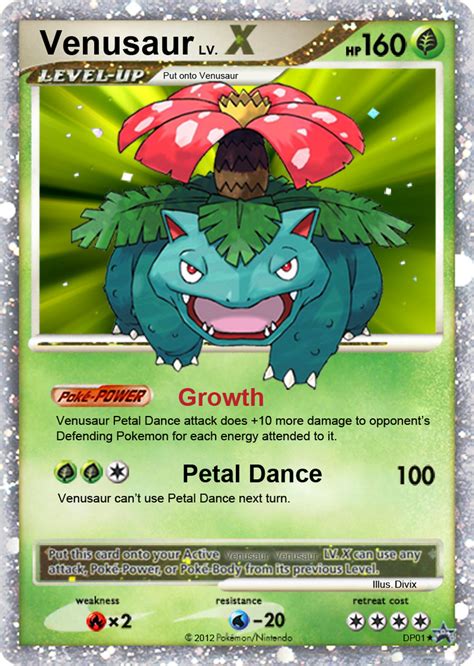 Venusaur LV. X HP 160
LEVEL-UP Put onto Venusaur
Poké-POWER Growth
Venusaur Petal Dance attack does +10 more damage to opponent's
Defending Pokemon for each energy attended to it.
Petal Dance 100
Venusaur can't use Petal Dance next turn.
Put this card onto your Active Venusaur. Venusaur LV. X can use any
attack, Poké-Power, or Poké-Body from its previous Level.
Illus. Divix
weakness resistance retreat cost
×2 -20
© 2012 Pokémon/Nintendo DP01★